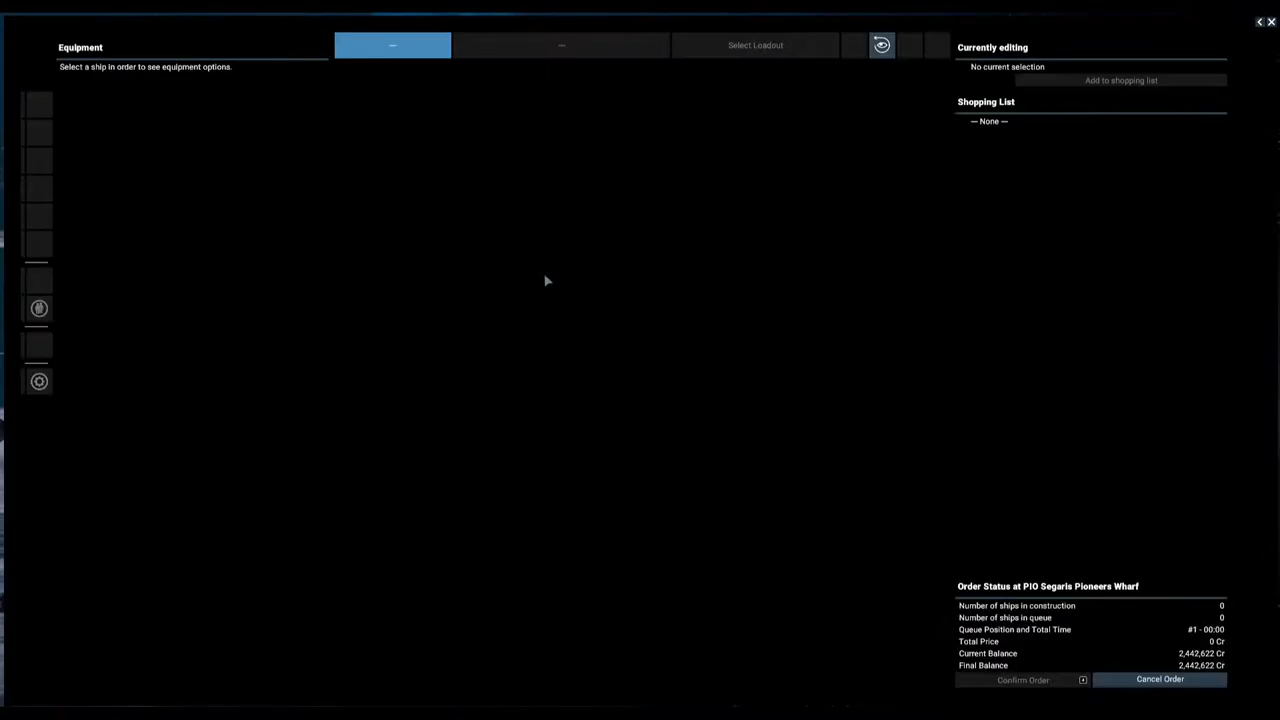 Equipment
Select a ship in order to see equipment options.
—
—
Select Loadout
Currently editing
No current selection
Add to shopping list
Shopping List
— None —
Order Status at PIO Segaris Pioneers Wharf
Number of ships in construction 0
Number of ships in queue 0
Queue Position and Total Time #1 - 00:00
Total Price 0 Cr
Current Balance 2,442,622 Cr
Final Balance 2,442,622 Cr
Confirm Order
Cancel Order